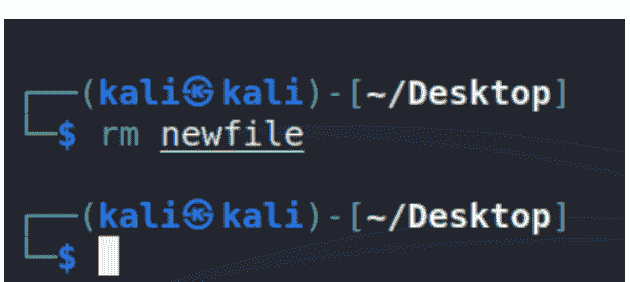 ┌──(kali㉿kali)-[~/Desktop]
└─$ rm newfile
┌──(kali㉿kali)-[~/Desktop]
└─$